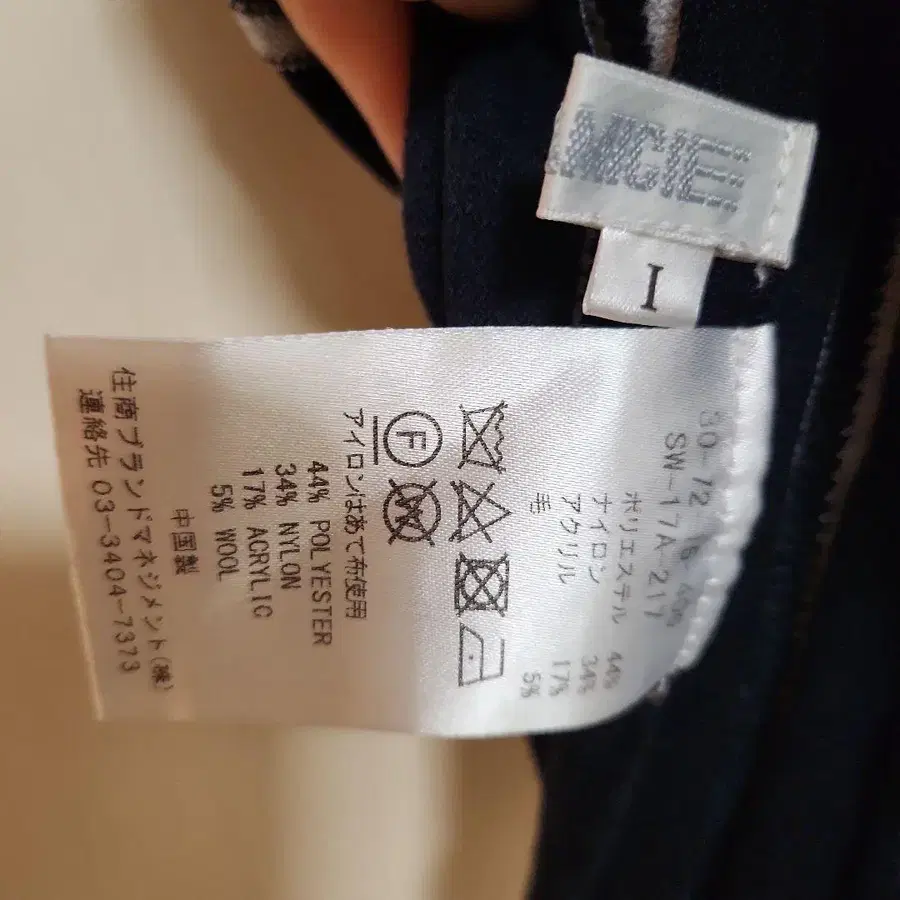 MCIE
I
SW-17A-217
ポリエステル 44%
ナイロン 34%
アクリル 17%
毛 5%
F
W
アイロンはあて布使用
44% POLYESTER
34% NYLON
17% ACRYLIC
5% WOOL
中国製
住商ブランドマネジメント(株)
連絡先 03-3404-7373